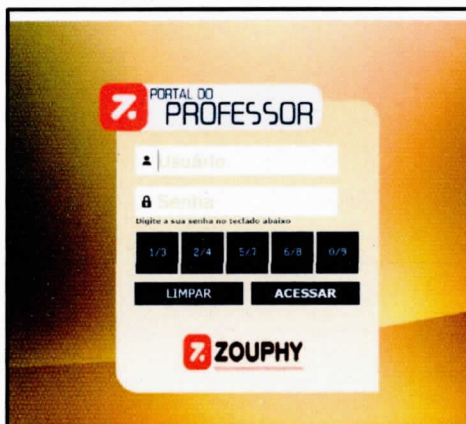 PORTAL DO
PROFESSOR
Usuário
Senha
Digite a sua senha no teclado abaixo
1/3 2/4 5/7 6/8 0/9
LIMPAR ACESSAR
ZOUPHY